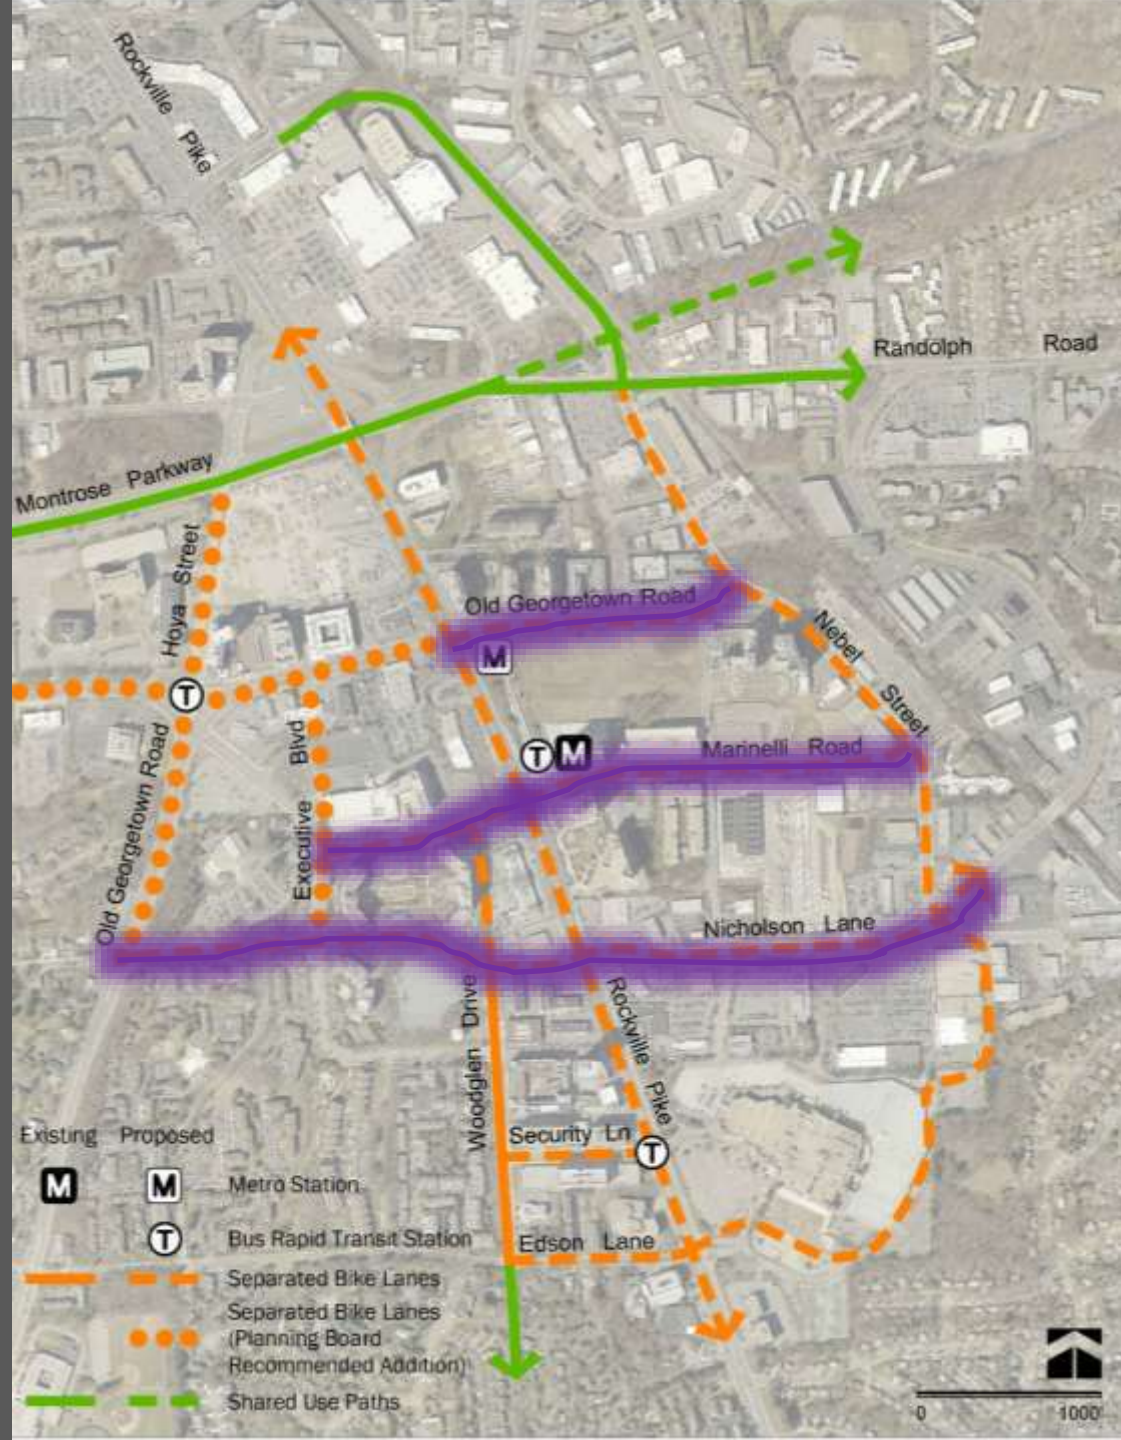 Rockville Pike
Randolph Road
Montrose Parkway
Hoya Street
Old Georgetown Road
M
Nebel Street
T
Old Georgetown Road
Executive Blvd
T M
Marinelli Road
Nicholson Lane
Woodglen Drive
Rockville Pike
Security Ln
T
Edson Lane
Existing Proposed
M M Metro Station
T Bus Rapid Transit Station
Separated Bike Lanes
Separated Bike Lanes
(Planning Board
Recommended Addition)
Shared Use Paths
0 1000'